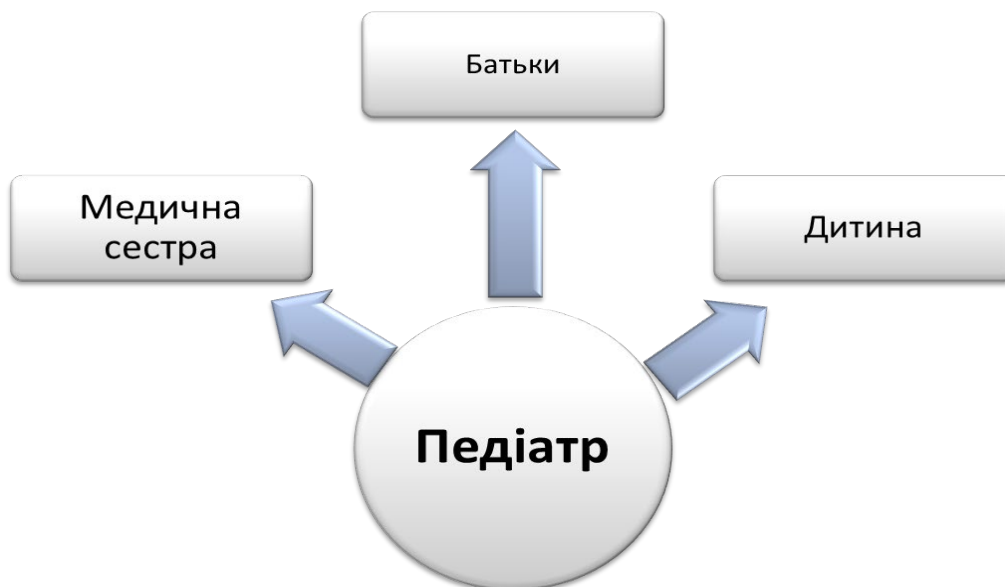 Батьки
Медична
сестра
Дитина
Педіатр